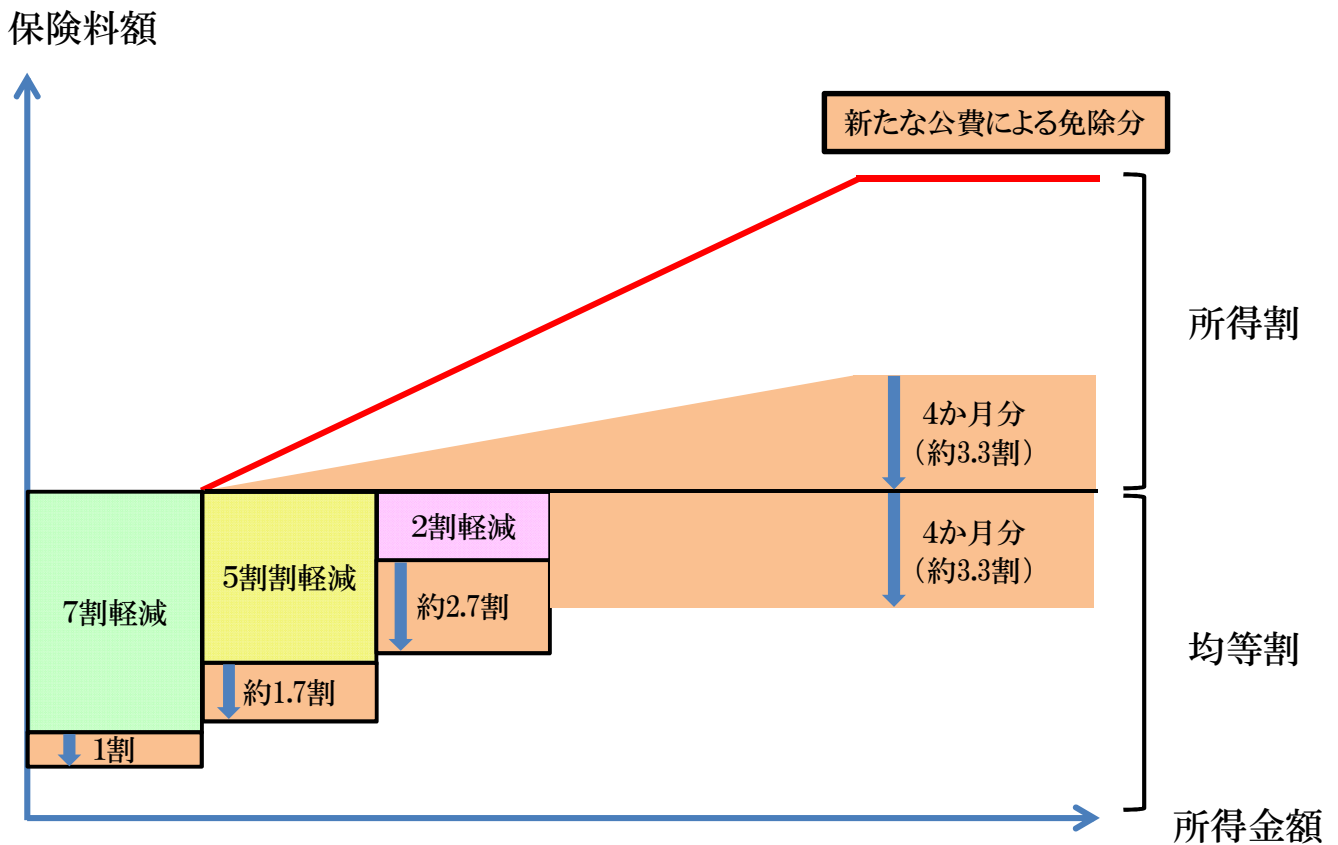 保険料額
新たな公費による免除分
所得割
4か月分
（約3.3割）
4か月分
（約3.3割）
2割軽減
5割割軽減
7割軽減
約2.7割
約1.7割
1割
均等割
所得金額